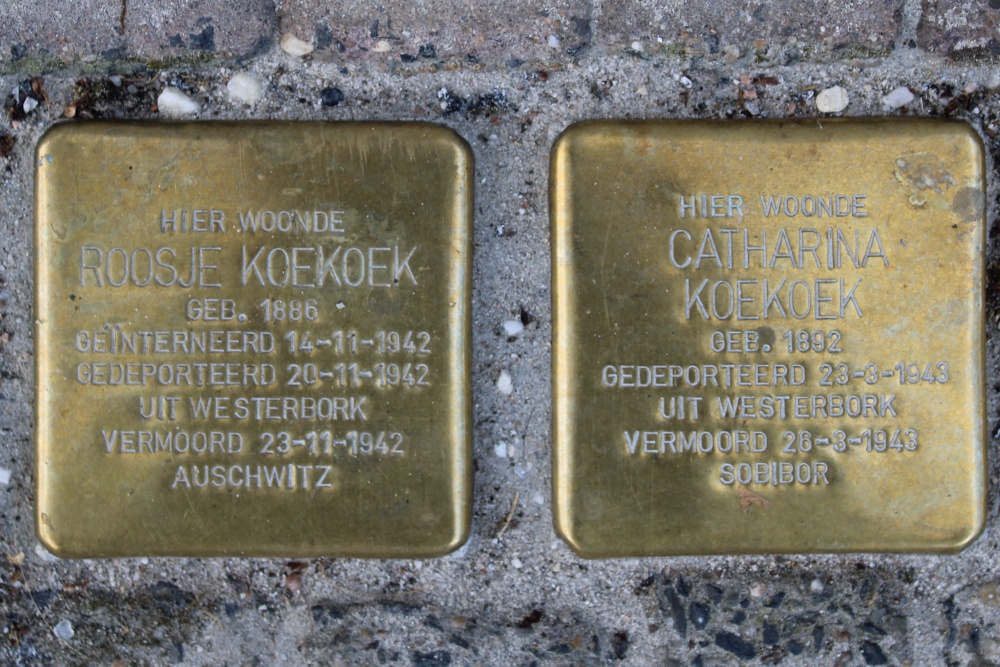 HIER WOONDE
ROOSJE KOEKOEK
GEB. 1886
GEÏNTERNEERD 14-11-1942
GEDEPORTEERD 20-11-1942
UIT WESTERBORK
VERMOORD 23-11-1942
AUSCHWITZ
HIER WOONDE
CATHARINA
KOEKOEK
GEB. 1892
GEDEPORTEERD 23-3-1943
UIT WESTERBORK
VERMOORD 26-3-1943
SOBIBOR